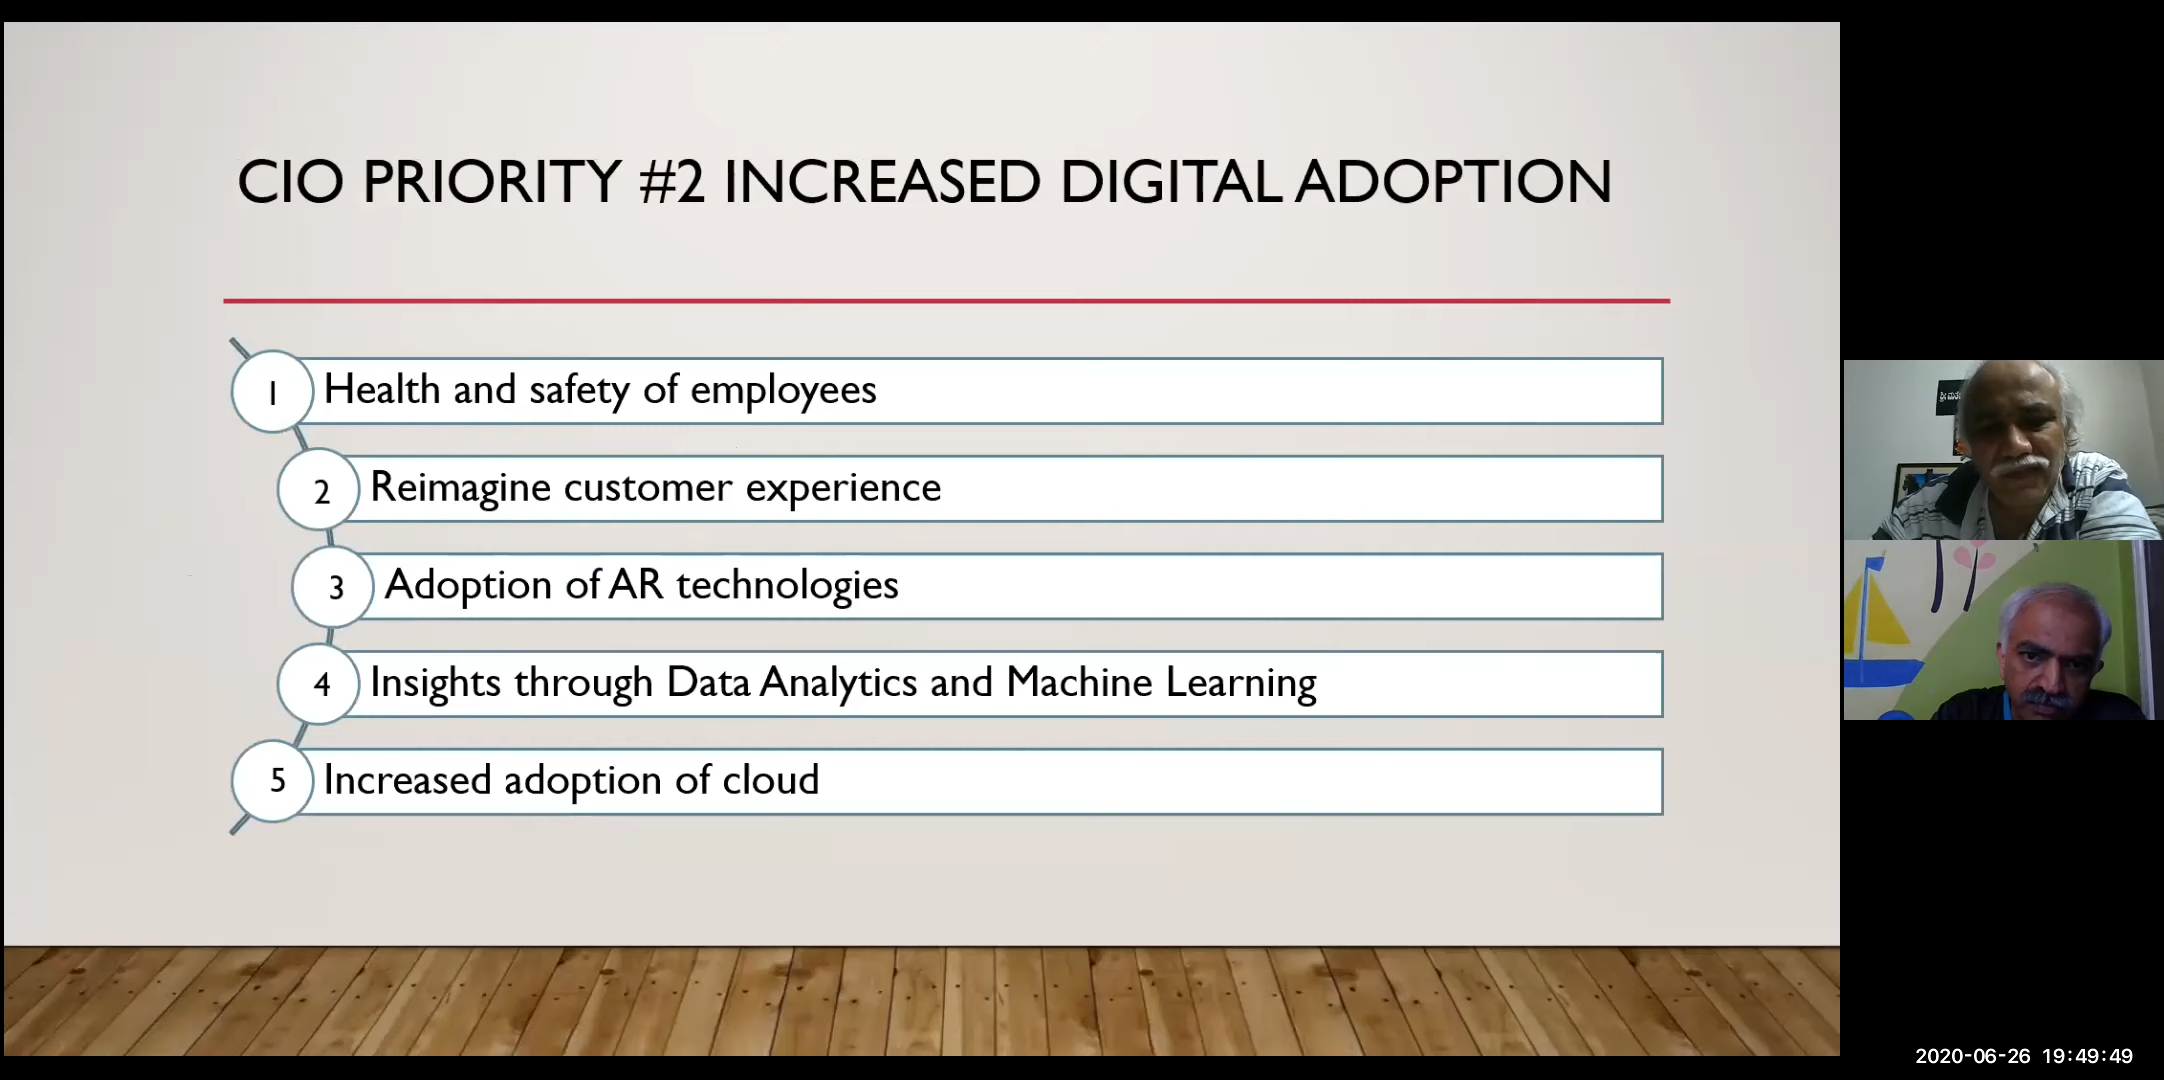 CIO PRIORITY #2 INCREASED DIGITAL ADOPTION
1 Health and safety of employees
2 Reimagine customer experience
3 Adoption of AR technologies
4 Insights through Data Analytics and Machine Learning
5 Increased adoption of cloud
2020-06-26 19:49:49